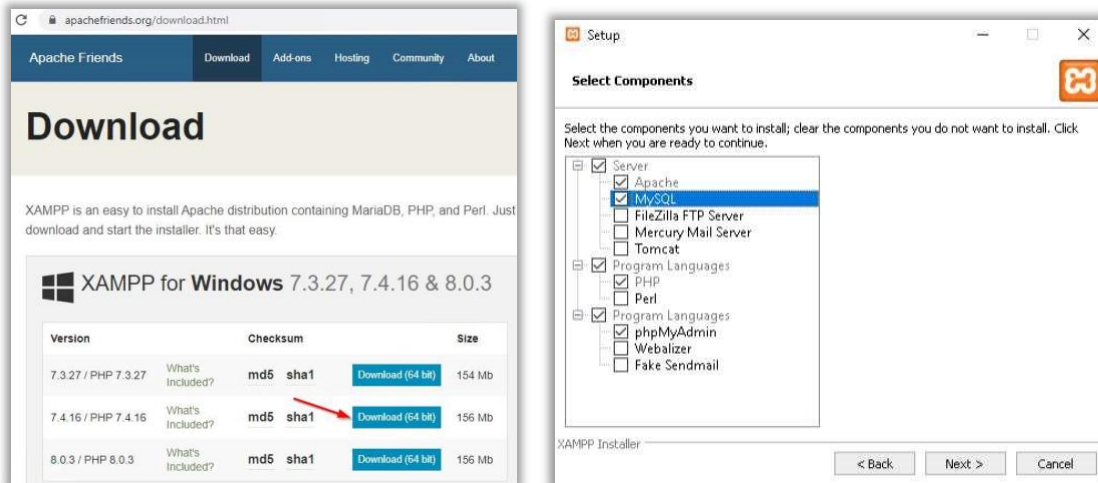 apachefriends.org/download.html
Apache Friends Download Add-ons Hosting Community About
Download
XAMPP is an easy to install Apache distribution containing MariaDB, PHP, and Perl. Just
download and start the installer. It's that easy.
XAMPP for Windows 7.3.27, 7.4.16 & 8.0.3
Version Checksum Size
7.3.27 / PHP 7.3.27 What's Included? md5 sha1 Download (64 bit) 154 Mb
7.4.16 / PHP 7.4.16 What's Included? md5 sha1 Download (64 bit) 156 Mb
8.0.3 / PHP 8.0.3 What's Included? md5 sha1 Download (64 bit) 156 Mb
Setup
Select Components
Select the components you want to install; clear the components you do not want to install. Click
Next when you are ready to continue.
Server
Apache
MySQL
FileZilla FTP Server
Mercury Mail Server
Tomcat
Program Languages
PHP
Perl
Program Languages
phpMyAdmin
Webalizer
Fake Sendmail
XAMPP Installer
< Back Next > Cancel